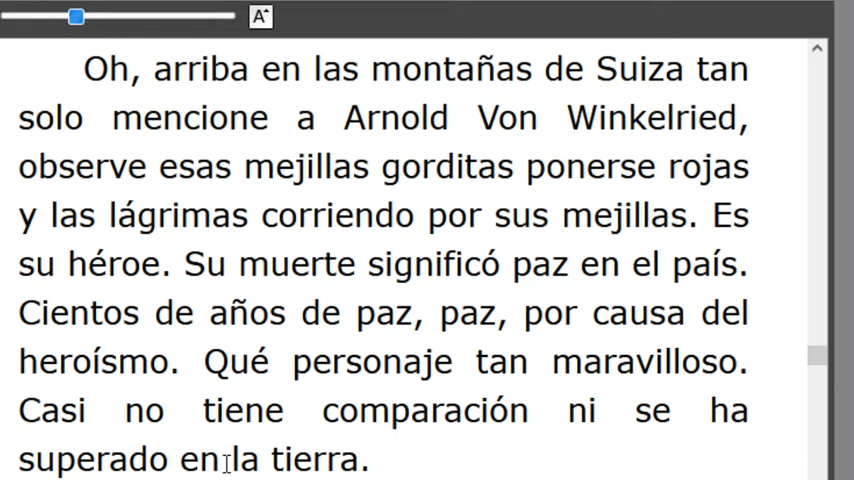 A
Oh, arriba en las montañas de Suiza tan
solo mencione a Arnold Von Winkelried,
observe esas mejillas gorditas ponerse rojas
y las lágrimas corriendo por sus mejillas. Es
su héroe. Su muerte significó paz en el país.
Cientos de años de paz, paz, por causa del
heroísmo. Qué personaje tan maravilloso.
Casi no tiene comparación ni se ha
superado en la tierra.